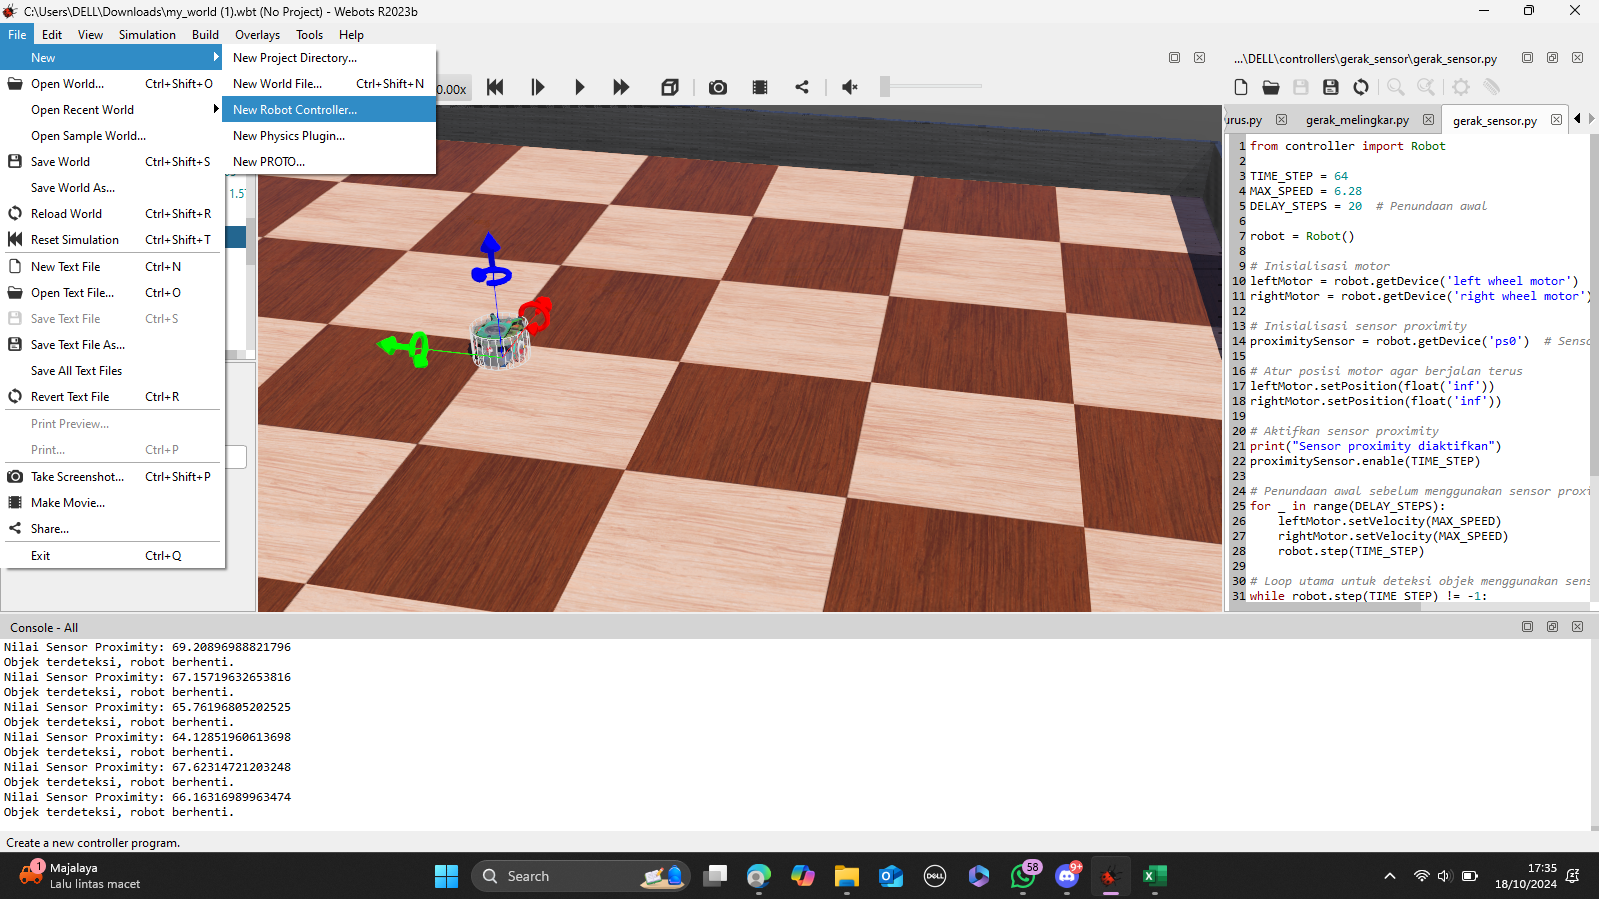 C:\Users\DELL\Downloads\my_world (1).wbt (No Project) - Webots R2023b
File Edit View Simulation Build Overlays Tools Help
New
Open World... Ctrl+Shift+O
Open Recent World
Open Sample World...
Save World Ctrl+Shift+S
Save World As...
Reload World Ctrl+Shift+R
Reset Simulation Ctrl+Shift+T
New Text File Ctrl+N
Open Text File... Ctrl+O
Save Text File Ctrl+S
Save Text File As...
Save All Text Files
Revert Text File Ctrl+R
Print Preview...
Print... Ctrl+P
Take Screenshot... Ctrl+Shift+P
Make Movie...
Share...
Exit Ctrl+Q
New Project Directory...
New World File... Ctrl+Shift+N
New Robot Controller...
New Physics Plugin...
New PROTO...
0.00x
...\DELL\controllers\gerak_sensor\gerak_sensor.py
urus.py gerak_melingkar.py gerak_sensor.py
1 from controller import Robot
2
3 TIME_STEP = 64
4 MAX_SPEED = 6.28
5 DELAY_STEPS = 20 # Penundaan awal
6
7 robot = Robot()
8
9 # Inisialisasi motor
10 leftMotor = robot.getDevice('left wheel motor')
11 rightMotor = robot.getDevice('right wheel motor')
12
13 # Inisialisasi sensor proximity
14 proximitySensor = robot.getDevice('ps0') # Senso
15
16 # Atur posisi motor agar berjalan terus
17 leftMotor.setPosition(float('inf'))
18 rightMotor.setPosition(float('inf'))
19
20 # Aktifkan sensor proximity
21 print("Sensor proximity diaktifkan")
22 proximitySensor.enable(TIME_STEP)
23
24 # Penundaan awal sebelum menggunakan sensor proxi
25 for _ in range(DELAY_STEPS):
26 leftMotor.setVelocity(MAX_SPEED)
27 rightMotor.setVelocity(MAX_SPEED)
28 robot.step(TIME_STEP)
29
30 # Loop utama untuk deteksi objek menggunakan sens
31 while robot.step(TIME_STEP) != -1:
Console - All
Nilai Sensor Proximity: 69.20896988821796
Objek terdeteksi, robot berhenti.
Nilai Sensor Proximity: 67.15719632653816
Objek terdeteksi, robot berhenti.
Nilai Sensor Proximity: 65.76196805202525
Objek terdeteksi, robot berhenti.
Nilai Sensor Proximity: 64.12851960613698
Objek terdeteksi, robot berhenti.
Nilai Sensor Proximity: 67.62314721203248
Objek terdeteksi, robot berhenti.
Nilai Sensor Proximity: 66.16316989963474
Objek terdeteksi, robot berhenti.
Create a new controller program.
1
Majalaya
Lalu lintas macet
Search
DELL
58
9+
17:35
18/10/2024